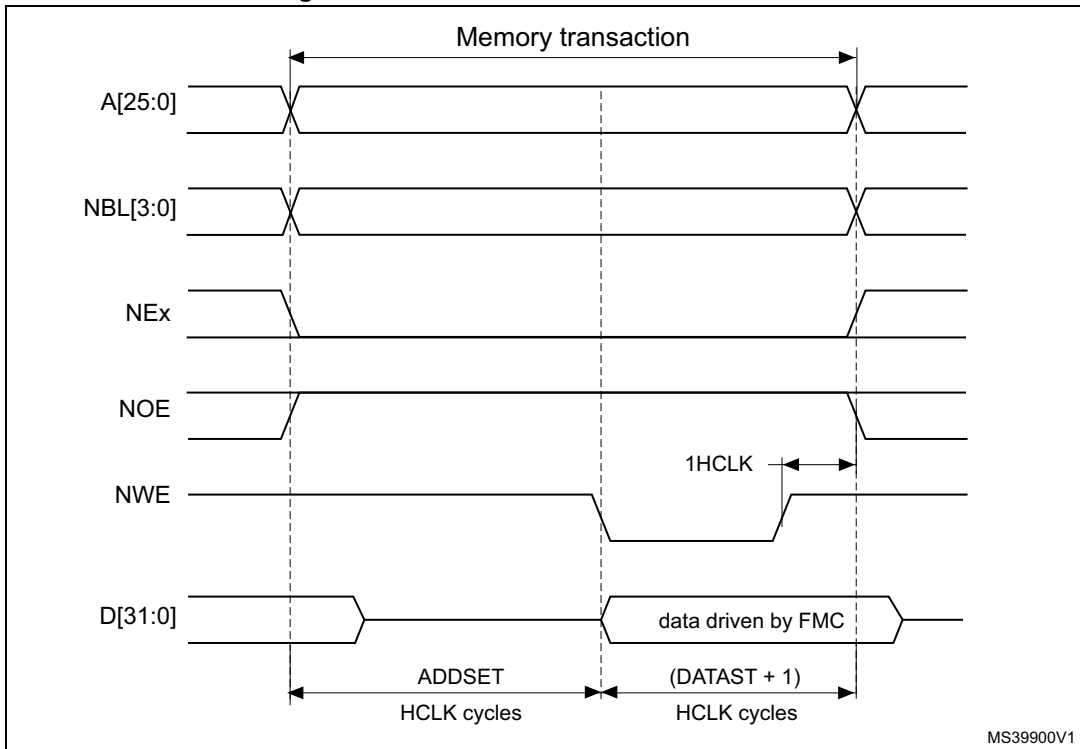 Memory transaction
A[25:0]
NBL[3:0]
NEx
NOE
1HCLK
NWE
D[31:0]
data driven by FMC
ADDSET
(DATAST + 1)
HCLK cycles
HCLK cycles
MS39900V1